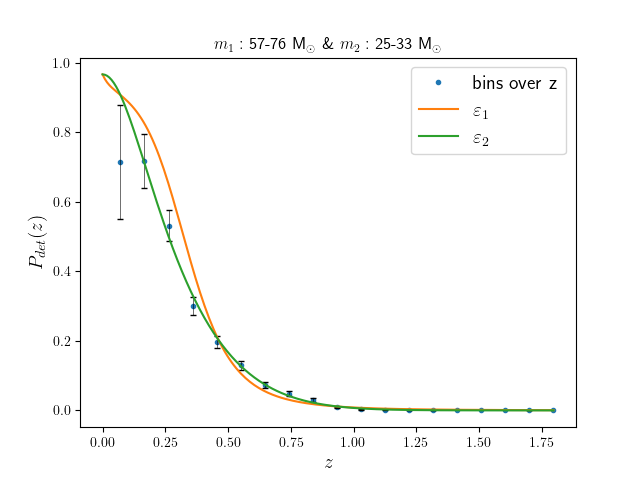 m₁ : 57-76 M☉ & m₂ : 25-33 M☉
bins over z
ε₁
ε₂
P_det(z)
1.0
0.8
0.6
0.4
0.2
0.0
0.00 0.25 0.50 0.75 1.00 1.25 1.50 1.75
z